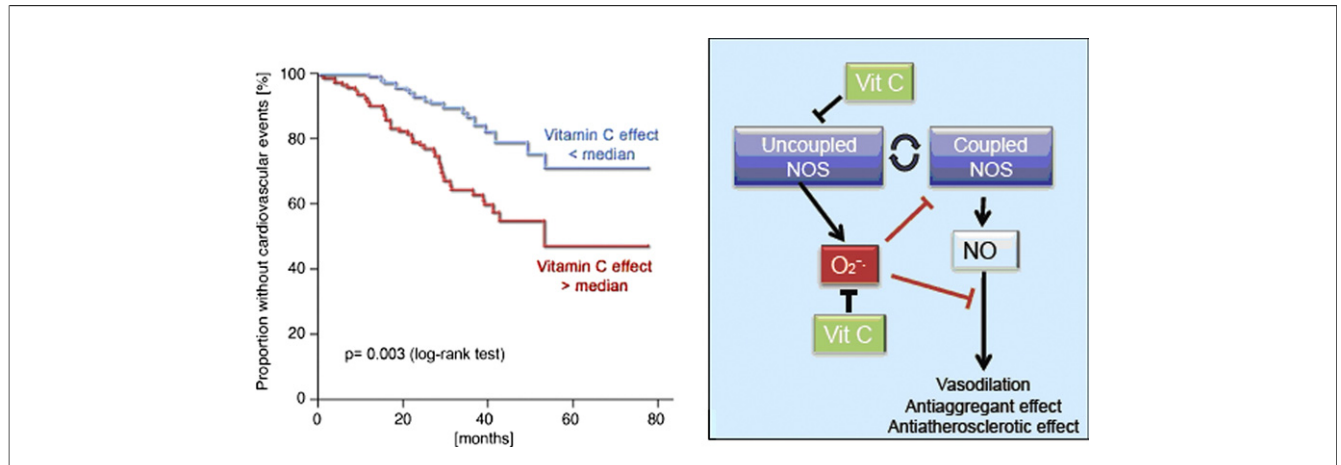 Proportion without cardiovascular events [%]
100
80
60
40
20
0
Vitamin C effect
< median
Vitamin C effect
> median
p= 0.003 (log-rank test)
0
20
40
60
80
[months]
Vit C
Uncoupled
NOS
Coupled
NOS
O₂⁻·
NO
Vit C
Vasodilation
Antiaggregant effect
Antiatherosclerotic effect